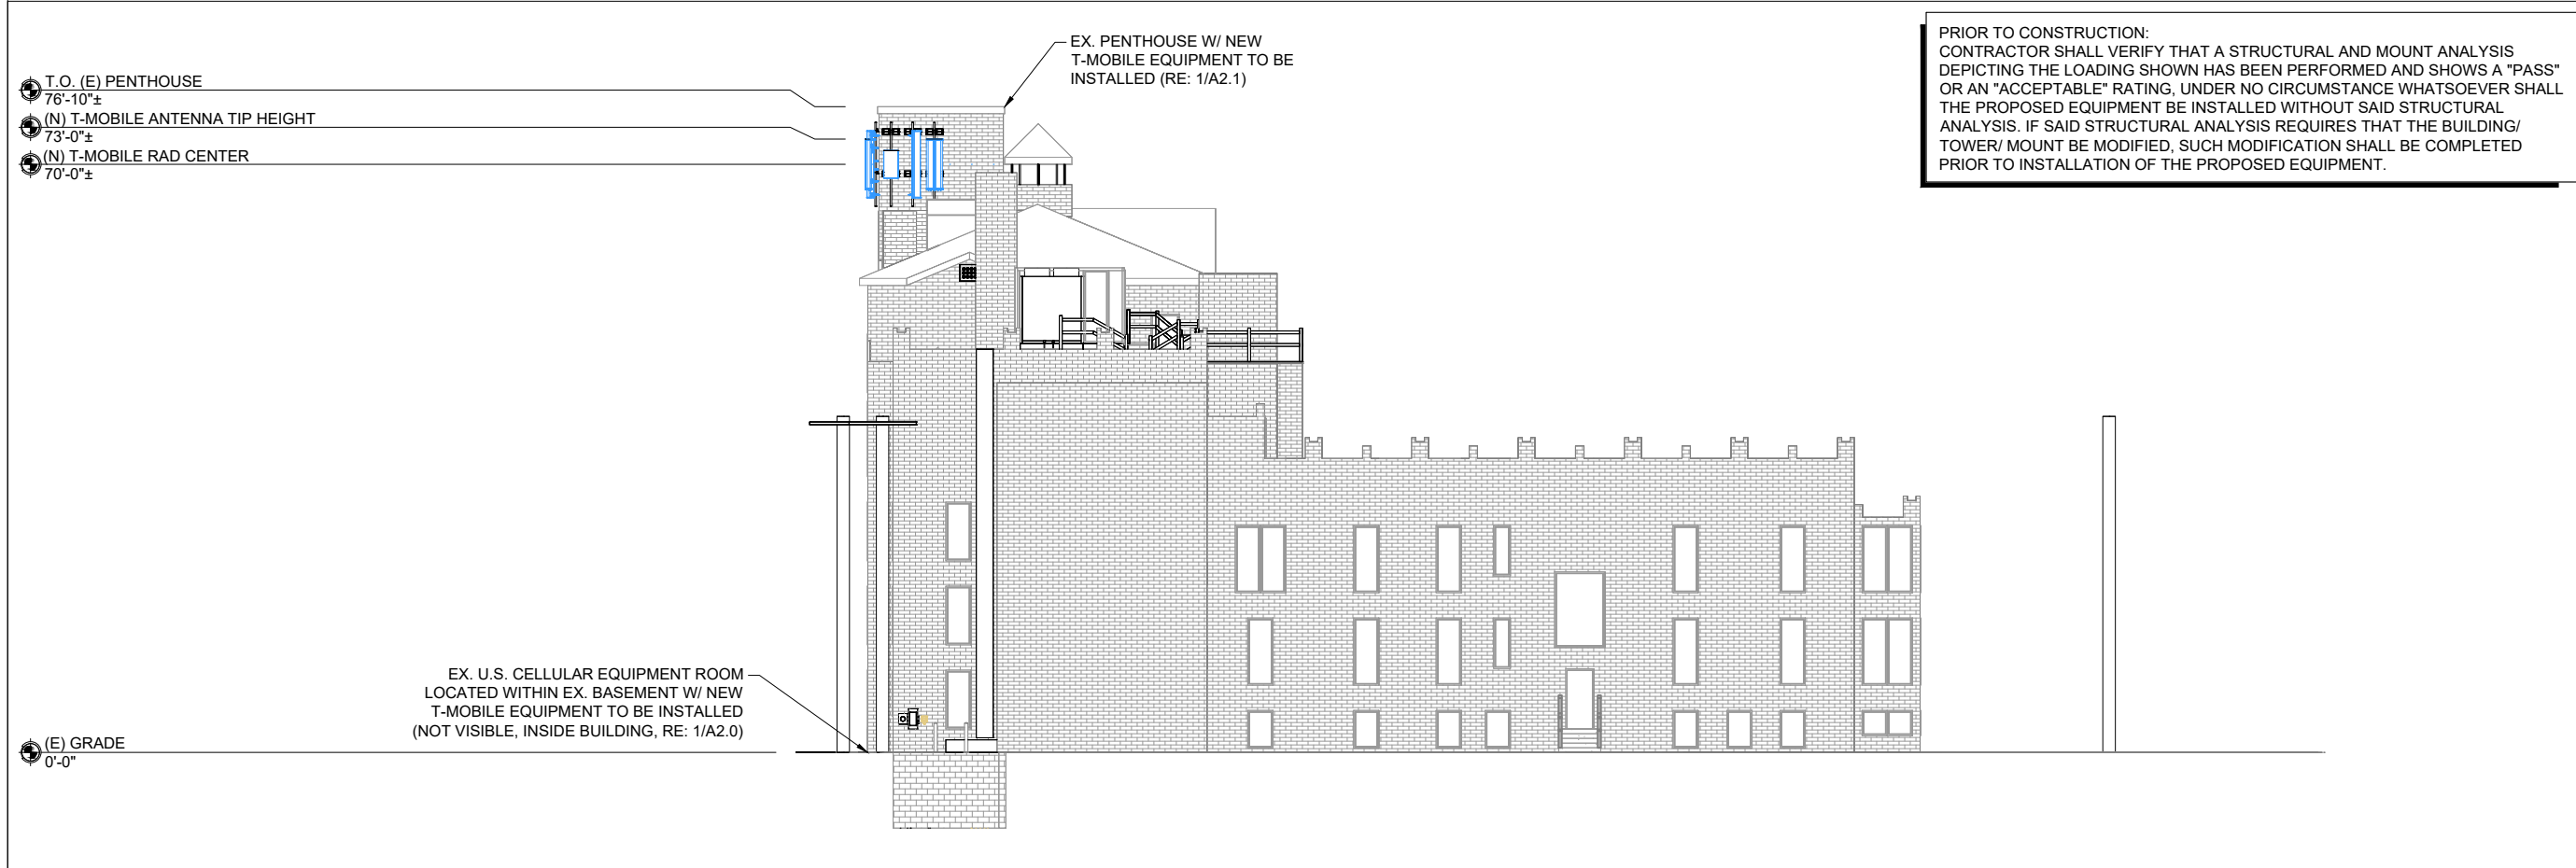 EX. PENTHOUSE W/ NEW
T-MOBILE EQUIPMENT TO BE
INSTALLED (RE: 1/A2.1)
PRIOR TO CONSTRUCTION:
CONTRACTOR SHALL VERIFY THAT A STRUCTURAL AND MOUNT ANALYSIS
DEPICTING THE LOADING SHOWN HAS BEEN PERFORMED AND SHOWS A "PASS"
OR AN "ACCEPTABLE" RATING, UNDER NO CIRCUMSTANCE WHATSOEVER SHALL
THE PROPOSED EQUIPMENT BE INSTALLED WITHOUT SAID STRUCTURAL
ANALYSIS. IF SAID STRUCTURAL ANALYSIS REQUIRES THAT THE BUILDING/
TOWER/ MOUNT BE MODIFIED, SUCH MODIFICATION SHALL BE COMPLETED
PRIOR TO INSTALLATION OF THE PROPOSED EQUIPMENT.
T.O. (E) PENTHOUSE
76'-10"±
(N) T-MOBILE ANTENNA TIP HEIGHT
73'-0"±
(N) T-MOBILE RAD CENTER
70'-0"±
EX. U.S. CELLULAR EQUIPMENT ROOM
LOCATED WITHIN EX. BASEMENT W/ NEW
T-MOBILE EQUIPMENT TO BE INSTALLED
(NOT VISIBLE, INSIDE BUILDING, RE: 1/A2.0)
(E) GRADE
0'-0"